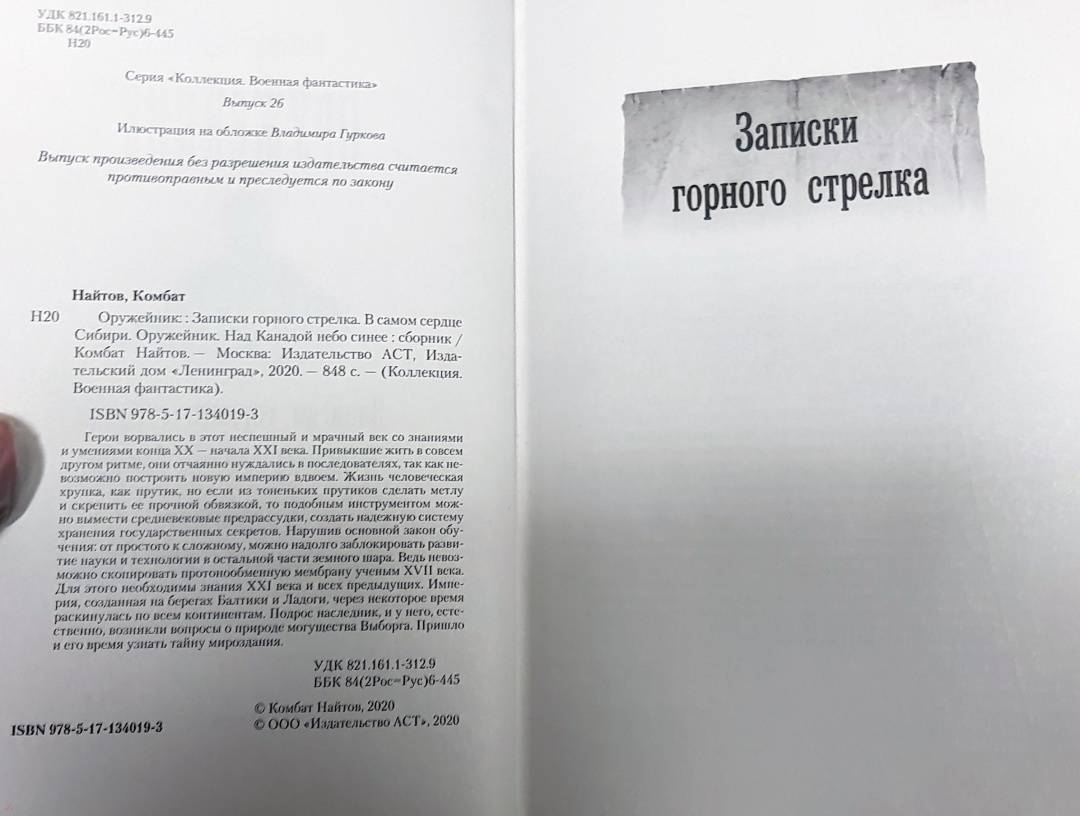 УДК 821.161.1-312.9
ББК 84(2Рос=Рус)6-445
Н20
Серия «Коллекция. Военная фантастика»
Выпуск 26
Илюстрация на обложке Владимира Гуркова
Выпуск произведения без разрешения издательства считается
противоправным и преследуется по закону
Найтов, Комбат
Н20 Оружейник: : Записки горного стрелка. В самом сердце
Сибири. Оружейник. Над Канадой небо синее : сборник /
Комбат Найтов. — Москва: Издательство АСТ, Изда-
тельский дом «Ленинград», 2020. — 848 с. — (Коллекция.
Военная фантастика).
ISBN 978-5-17-134019-3
Герои ворвались в этот неспешный и мрачный век со знаниями
и умениями конца XX — начала XXI века. Привыкшие жить в совсем
другом ритме, они отчаянно нуждались в последователях, так как не-
возможно построить новую империю вдвоем. Жизнь человеческая
хрупка, как прутик, но если из тоненьких прутиков сделать метлу
и скрепить ее прочной обвязкой, то подобным инструментом мож-
но вымести средневековые предрассудки, создать надежную систему
хранения государственных секретов. Нарушив основной закон обу-
чения: от простого к сложному, можно надолго заблокировать разви-
тие науки и технологии в остальной части земного шара. Ведь невоз-
можно скопировать протонообменную мембрану ученым XVII века.
Для этого необходимы знания XXI века и всех предыдущих. Импе-
рия, созданная на берегах Балтики и Ладоги, через некоторое время
раскинулась по всем континентам. Подрос наследник, и у него, есте-
ственно, возникли вопросы о природе могущества Выборга. Пришло
и его время узнать тайну мироздания.
УДК 821.161.1-312.9
ББК 84(2Рос=Рус)6-445
© Комбат Найтов, 2020
© ООО «Издательство АСТ», 2020
ISBN 978-5-17-134019-3
Записки
горного стрелка